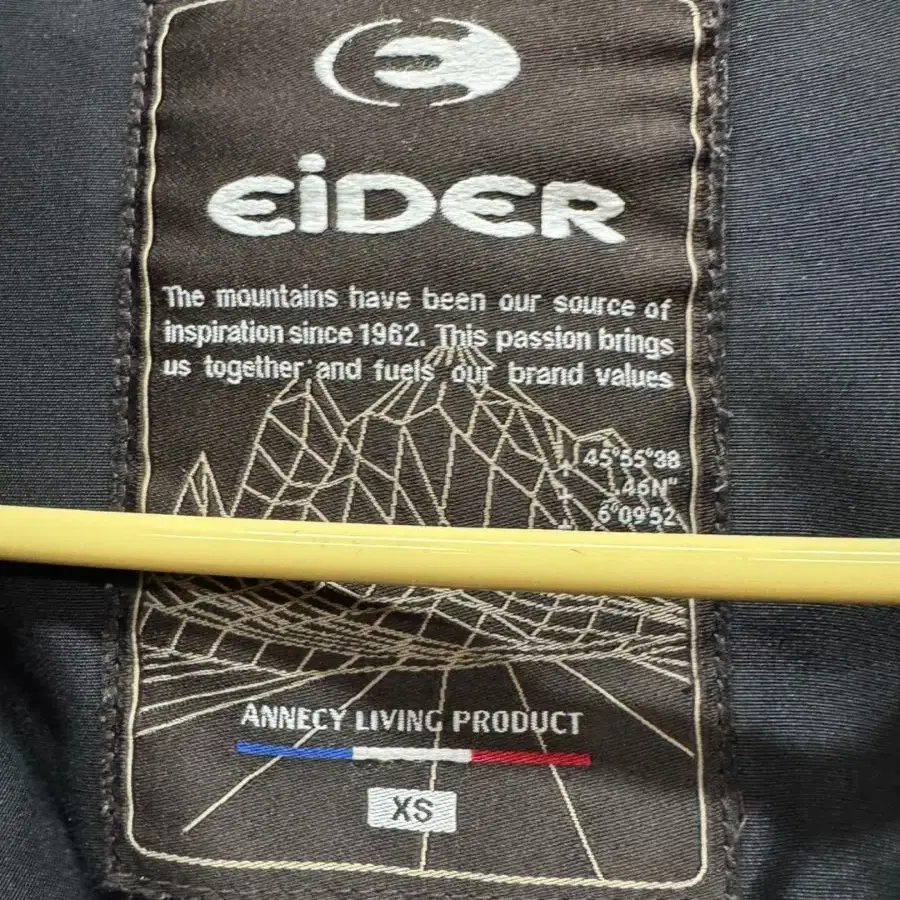 EiDER
The mountains have been our source of
inspiration since 1962. This passion brings
us together and fuels our brand values
45°55'38
.46N"
6°09'52
ANNECY LIVING PRODUCT
XS